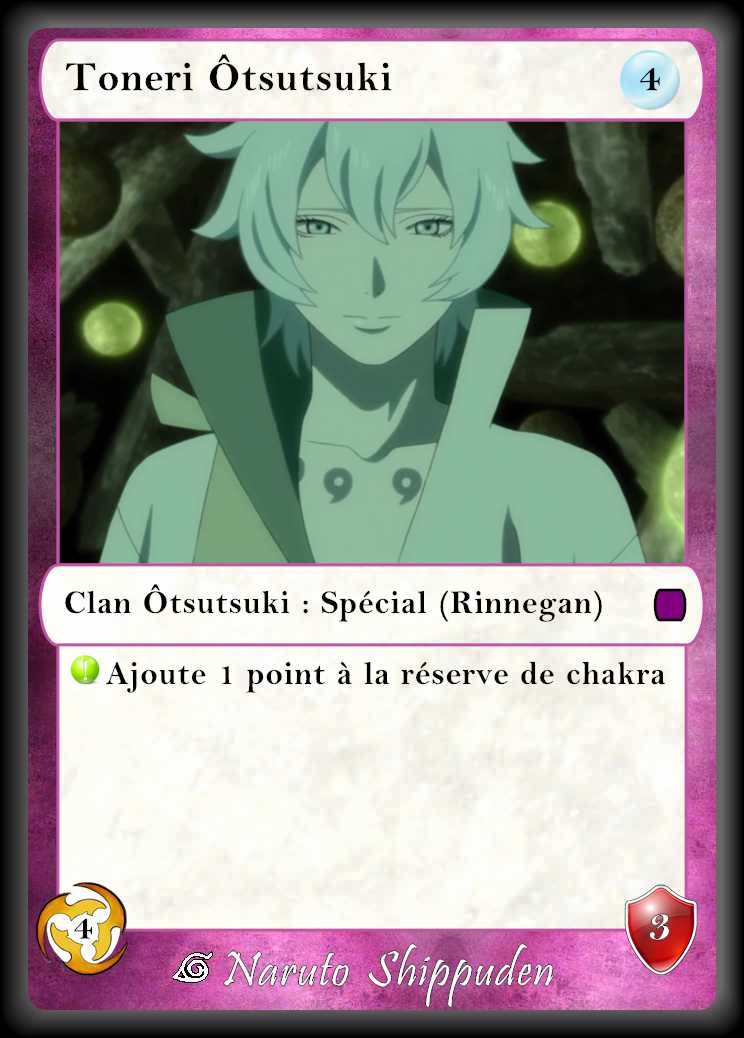 Toneri Ôtsutsuki
4
Clan Ôtsutsuki : Spécial (Rinnegan)
! Ajoute 1 point à la réserve de chakra
4
3
Naruto Shippuden